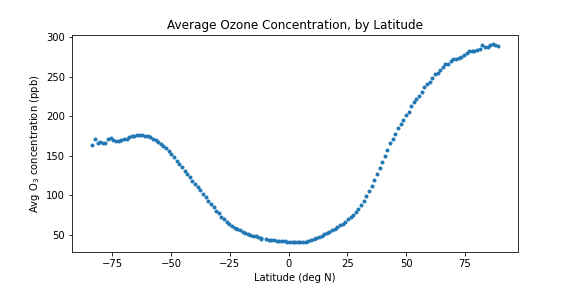 Average Ozone Concentration, by Latitude
300
250
200
150
100
50
Avg O₃ concentration (ppb)
−75 −50 −25 0 25 50 75
Latitude (deg N)